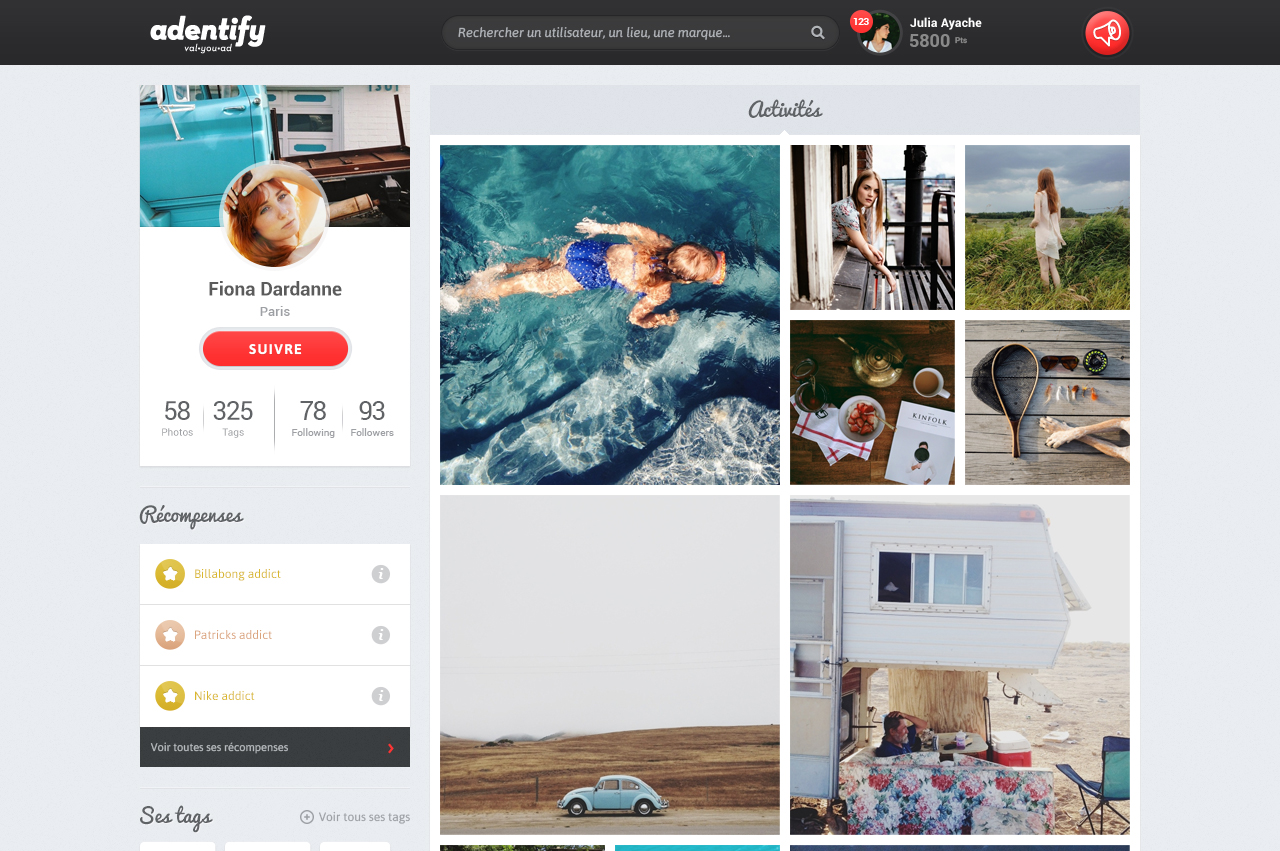 adentify
val•you•ad
Rechercher un utilisateur, un lieu, une marque...
123
Julia Ayache
5800 Pts
1501
Fiona Dardanne
Paris
SUIVRE
58
Photos
325
Tags
78
Following
93
Followers
Récompenses
Billabong addict
Patricks addict
Nike addict
Voir toutes ses récompenses
Ses tags
Voir tous ses tags
Activités
KINFOLK